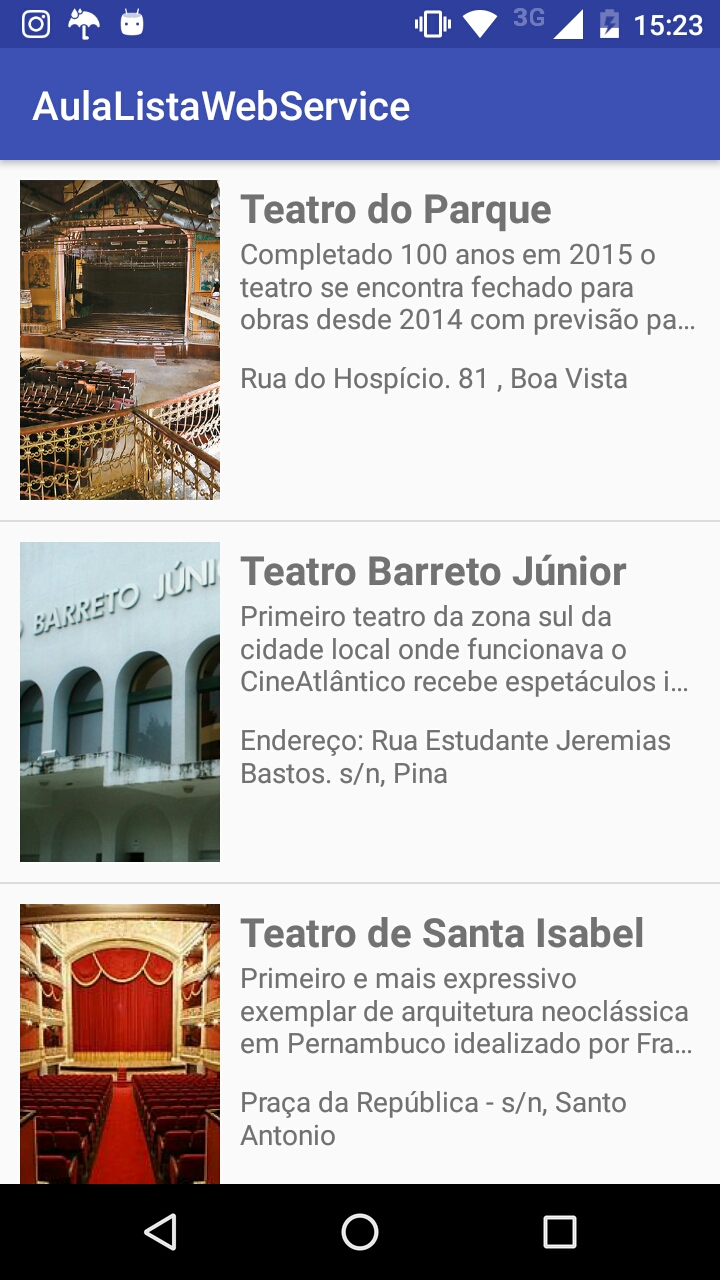 3G 15:23
AulaListaWebService
Teatro do Parque
Completado 100 anos em 2015 o
teatro se encontra fechado para
obras desde 2014 com previsão pa...
Rua do Hospício. 81 , Boa Vista
BARRETO JÚNI
Teatro Barreto Júnior
Primeiro teatro da zona sul da
cidade local onde funcionava o
CineAtlântico recebe espetáculos i...
Endereço: Rua Estudante Jeremias
Bastos. s/n, Pina
Teatro de Santa Isabel
Primeiro e mais expressivo
exemplar de arquitetura neoclássica
em Pernambuco idealizado por Fra...
Praça da República - s/n, Santo
Antonio